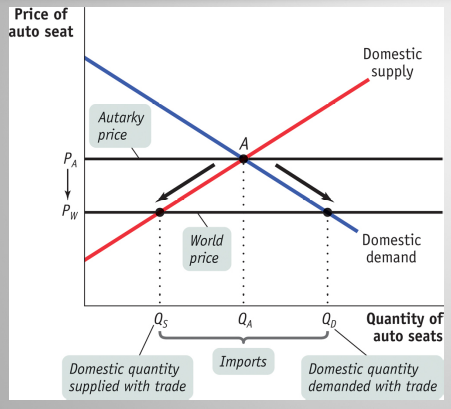 Price of
auto seat
Domestic
supply
Autarky
price
A
P_A
P_W
World
price
Domestic
demand
Q_S
Q_A
Q_D
Quantity of
auto seats
Imports
Domestic quantity
supplied with trade
Domestic quantity
demanded with trade